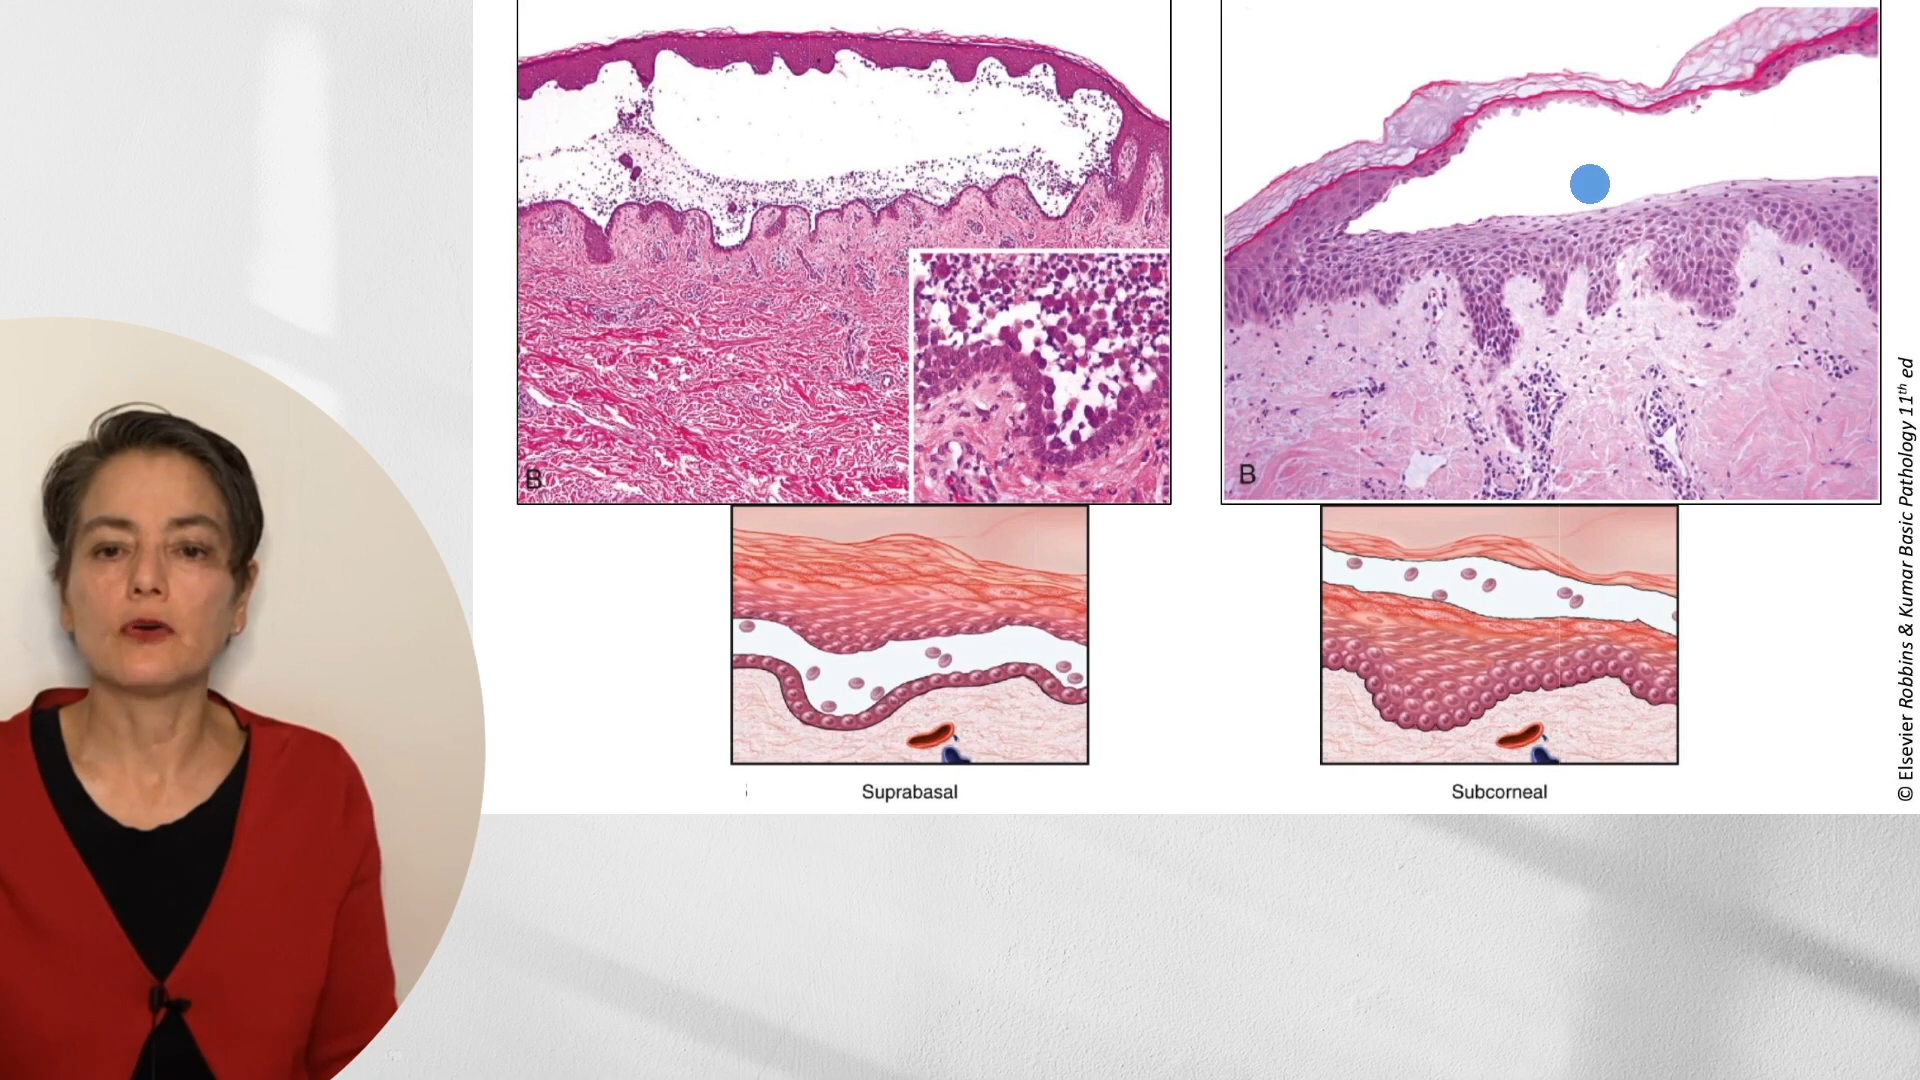 B
B
Suprabasal
Subcorneal
© Elsevier Robbins & Kumar Basic Pathology 11th ed